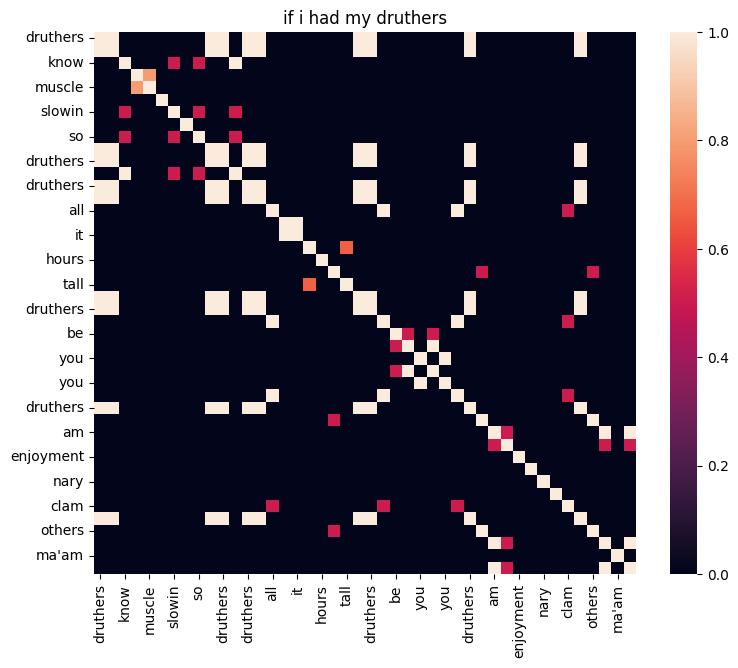 if i had my druthers
druthers
know
muscle
slowin
so
druthers
druthers
all
it
hours
tall
druthers
be
you
you
druthers
am
enjoyment
nary
clam
others
ma'am
druthers
know
muscle
slowin
so
druthers
druthers
all
it
hours
tall
druthers
be
you
you
druthers
am
enjoyment
nary
clam
others
ma'am
1.0
0.8
0.6
0.4
0.2
0.0